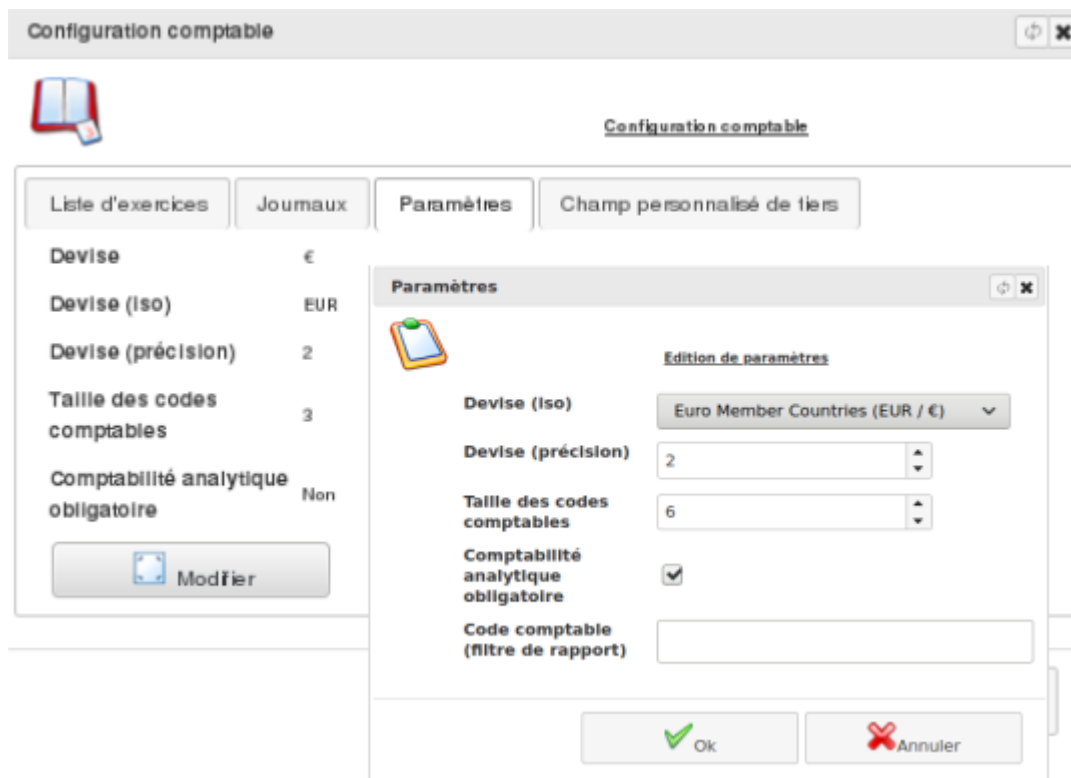 Configuration comptable
Configuration comptable
Liste d'exercices Journaux Paramètres Champ personnalisé de tiers
Devise €
Devise (iso) EUR
Devise (précision) 2
Taille des codes
comptables 3
Comptabilité analytique
obligatoire Non
Modifier
Paramètres
Edition de paramètres
Devise (iso) Euro Member Countries (EUR / €)
Devise (précision) 2
Taille des codes
comptables 6
Comptabilité
analytique
obligatoire
Code comptable
(filtre de rapport)
Ok Annuler